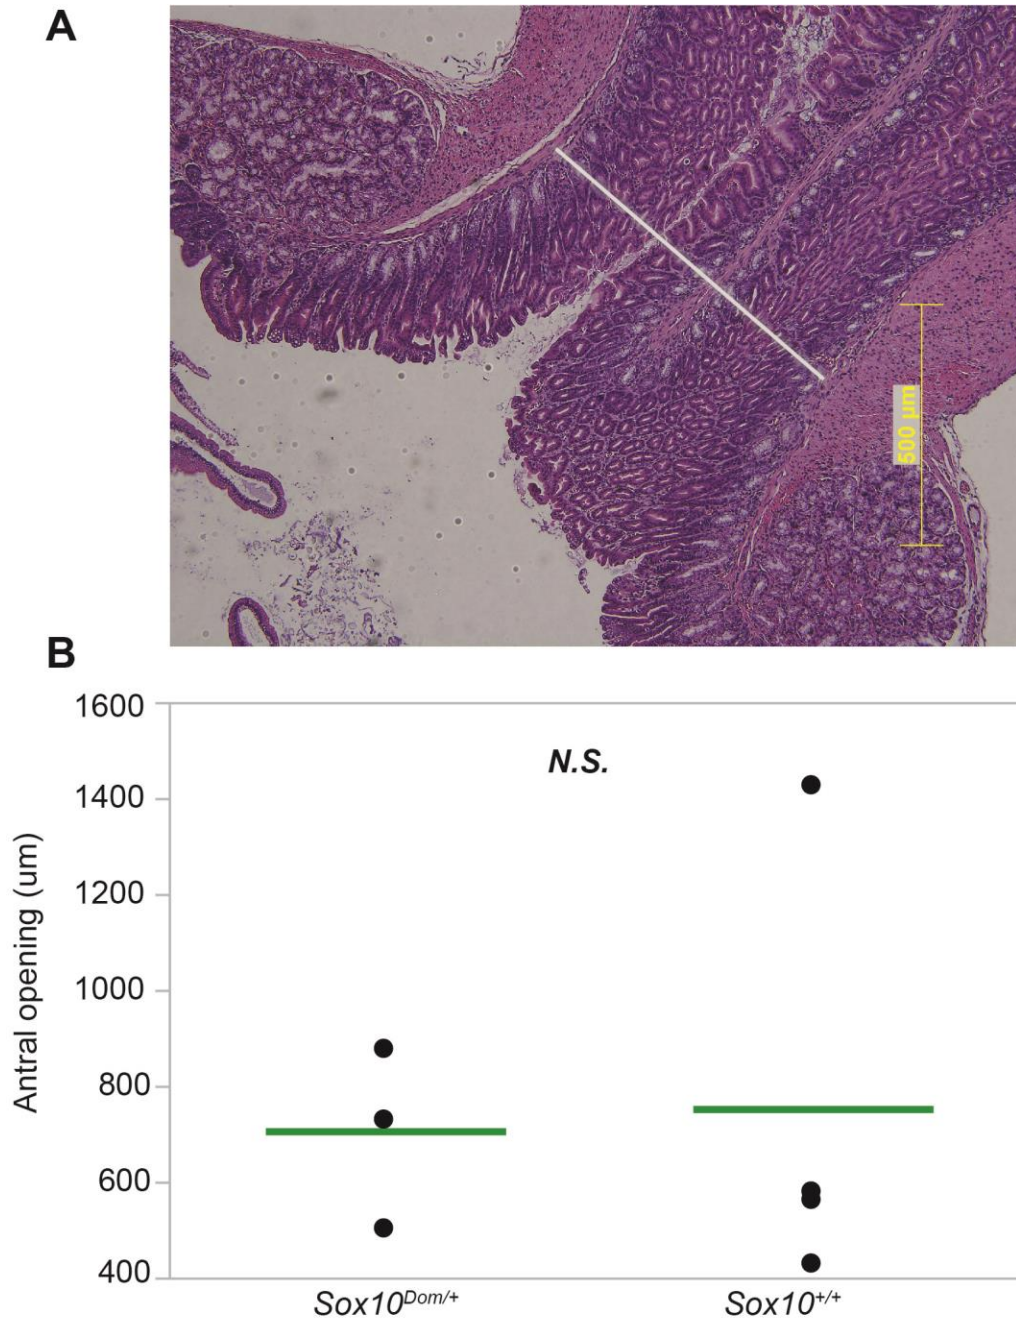 A
500 µm
B
1600
N.S.
1400
1200
1000
800
600
400
Antral opening (um)
Sox10Dom/+
Sox10+/+